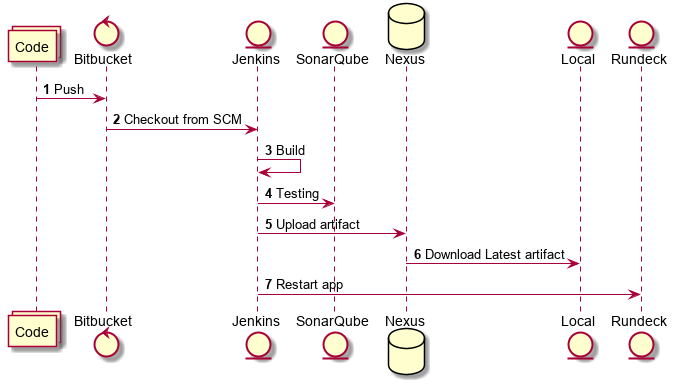 Code
Bitbucket
Jenkins
SonarQube
Nexus
Local
Rundeck
1 Push
2 Checkout from SCM
3 Build
4 Testing
5 Upload artifact
6 Download Latest artifact
7 Restart app
Code
Bitbucket
Jenkins
SonarQube
Nexus
Local
Rundeck